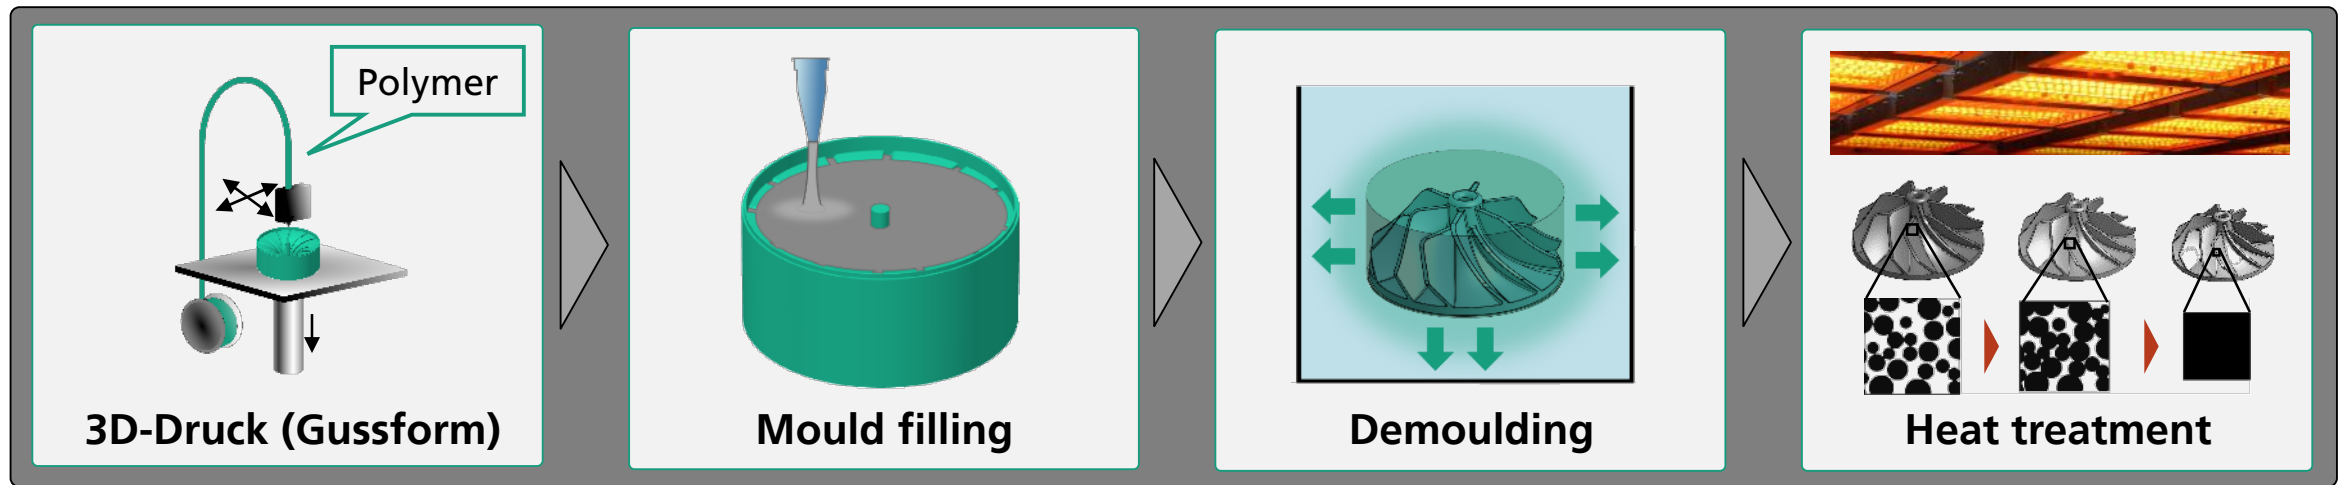 Polymer
3D-Druck (Gussform)
Mould filling
Demoulding
Heat treatment